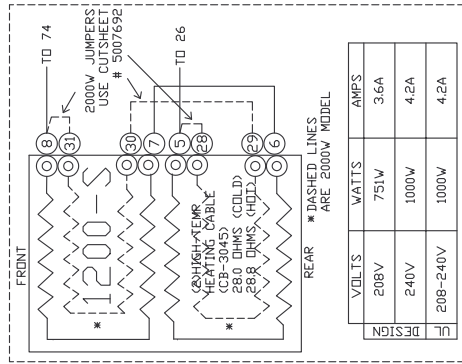 FRONT
1200-S
(2)HIGH-TEMP.
HEATING CABLE
(CB-3045)
28.0 OHMS (COLD)
28.8 OHMS (HOT)
*
*
REAR
8
31
30
7
5
28
29
6
TO 74
2000W JUMPERS
USE CUTSHEET
# 5007692
TO 26
* DASHED LINES
ARE 2000W MODEL
VOLTS WATTS AMPS
DESIGN
208V 751W 3.6A
240V 1000W 4.2A
UL 208-240V 1000W 4.2A